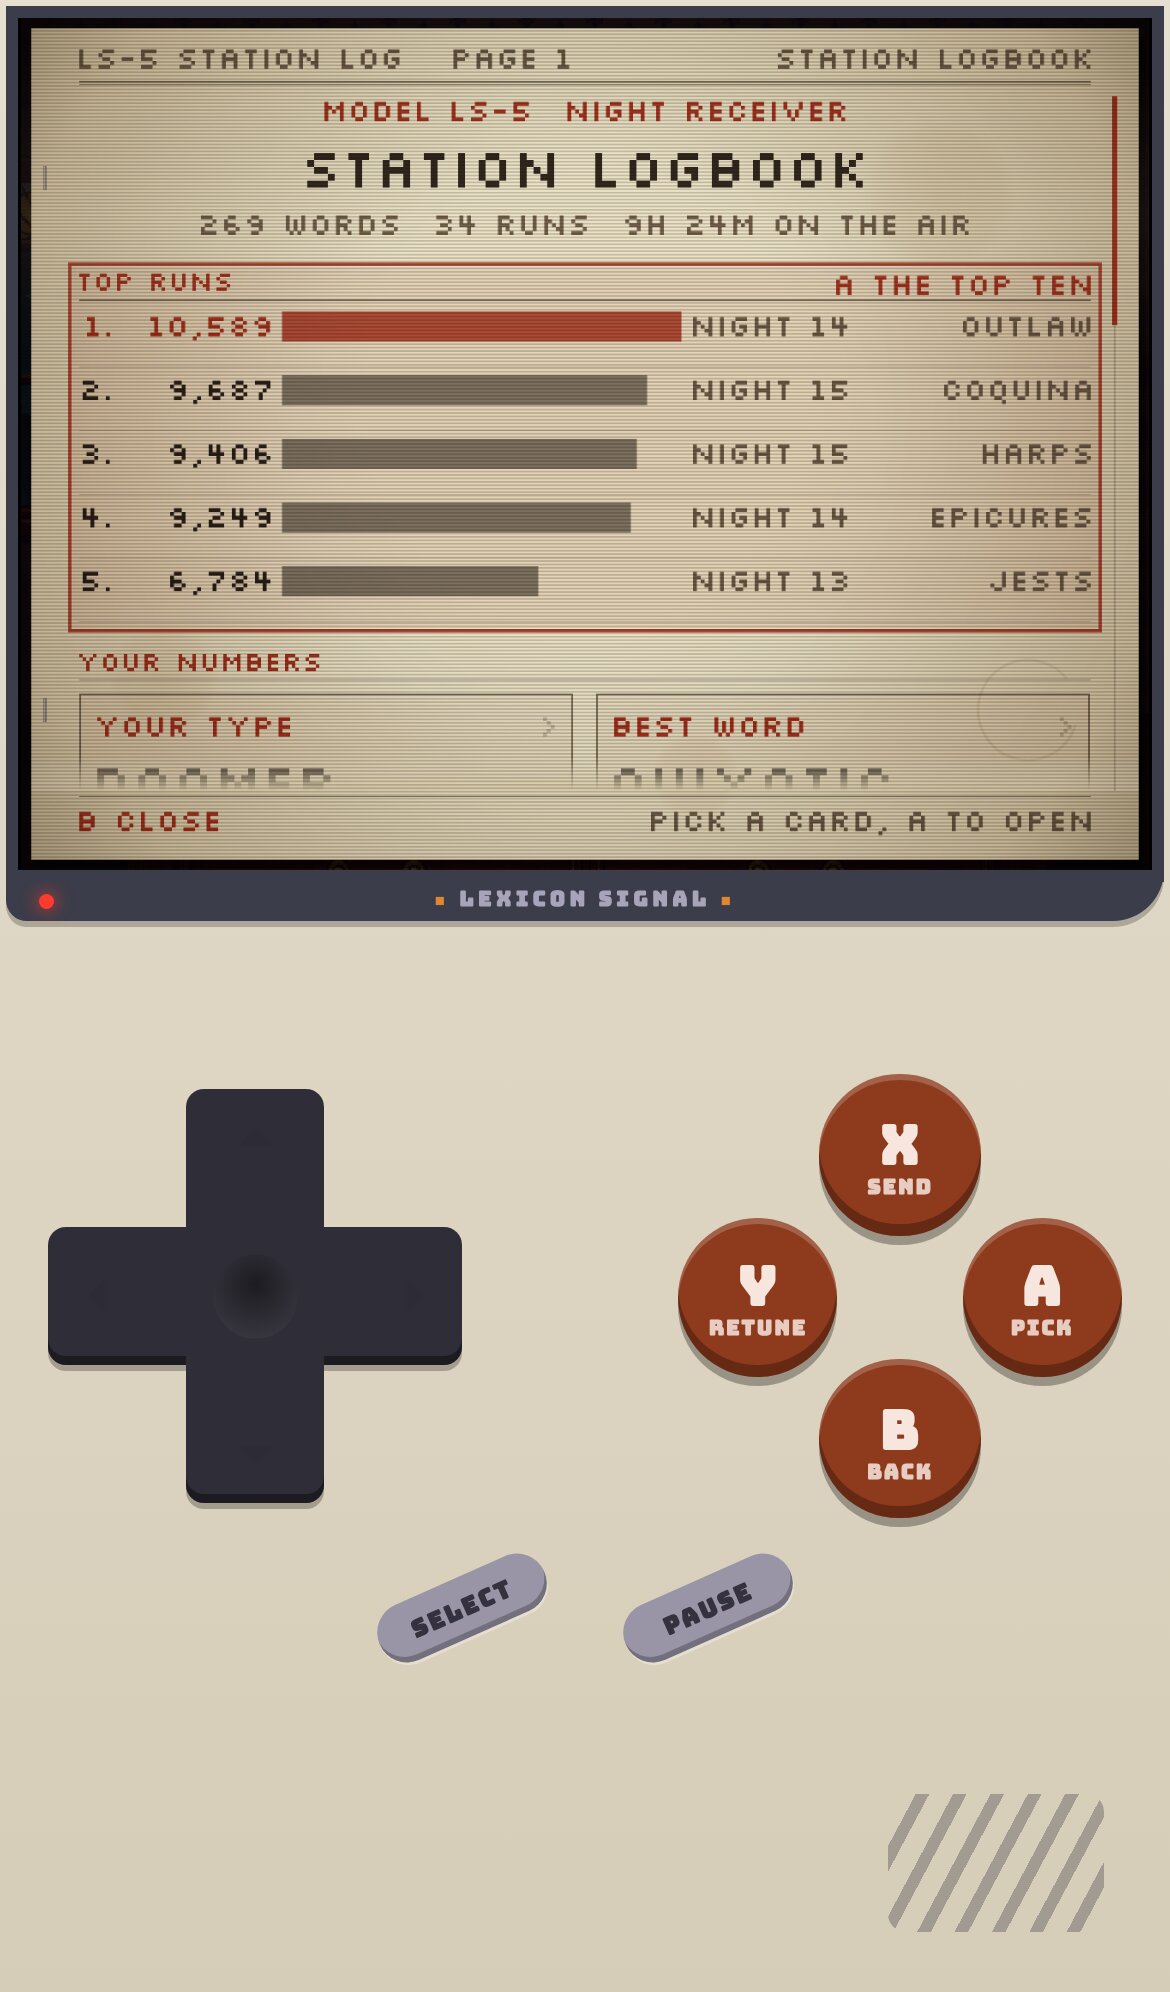 LS-5 STATION LOG PAGE 1 STATION LOGBOOK
MODEL LS-5 NIGHT RECEIVER
STATION LOGBOOK
269 WORDS 34 RUNS 9H 24M ON THE AIR
TOP RUNS A THE TOP TEN
1. 10,589 NIGHT 14 OUTLAW
2. 9,687 NIGHT 15 COQUINA
3. 9,406 NIGHT 15 HARPS
4. 9,249 NIGHT 14 EPICURES
5. 6,784 NIGHT 13 JESTS
YOUR NUMBERS
YOUR TYPE > BEST WORD >
B CLOSE PICK A CARD, A TO OPEN
LEXICON SIGNAL
X
SEND
Y
RETUNE
A
PICK
B
BACK
SELECT
PAUSE